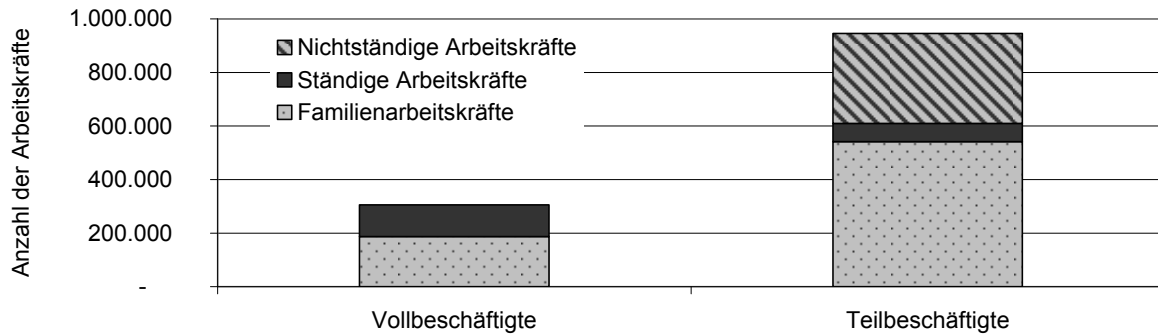 Anzahl der Arbeitskräfte
1.000.000
800.000
600.000
400.000
200.000
-
Nichtständige Arbeitskräfte
Ständige Arbeitskräfte
Familienarbeitskräfte
Vollbeschäftigte
Teilbeschäftigte